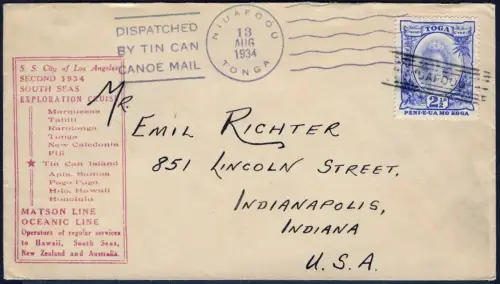 DISPATCHED
BY TIN CAN
CANOE MAIL
NIUAFOOU
13
AUG
1934
TONGA
TOGA
2½
PENI-E-UA MO E OGA
S. S. City of Los Angeles
SECOND 1934
SOUTH SEAS
EXPLORATION CRUISE
Marquesas
Tahiti
Rarotonga
Tonga
New Caledonia
Fiji
★ Tin Can Island
Apia, Samoa
Pago Pago
Hilo, Hawaii
Honolulu
MATSON LINE
OCEANIC LINE
Operators of regular services
to Hawaii, South Seas,
New Zealand and Australia.
Mr.
EMIL RICHTER
851 LINCOLN STREET,
INDIANAPOLIS,
INDIANA
U. S. A.